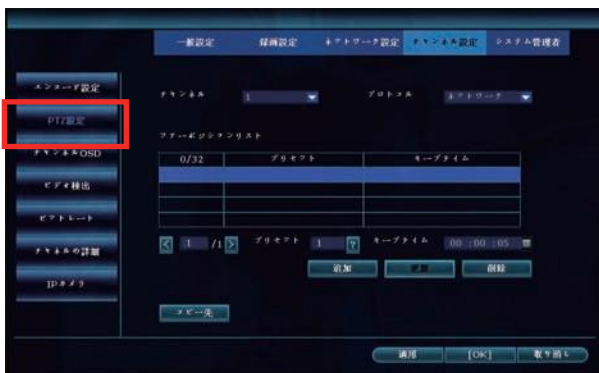 一般設定 録画設定 ネットワーク設定 チャンネル設定 システム管理者
エンコード設定
チャンネル 1 プロトコル ネットワーク
PTZ設定
ツアーポジションリスト
チャンネルOSD
0/32 プリセット キープタイム
ビデオ検出
ビットレート
1 /1 プリセット 1 ? キープタイム 00 :00 :05
チャネルの詳細
追加 更新 削除
IPカメラ
コピー先
適用 [OK] 取り消し